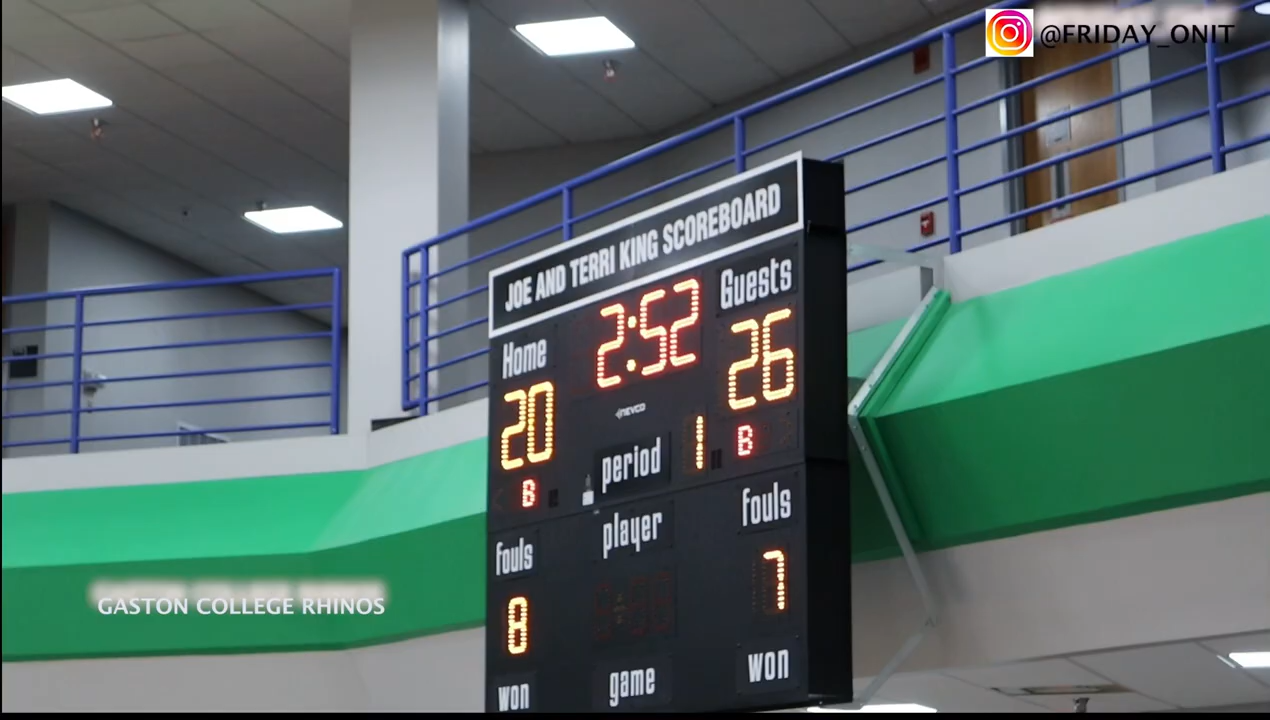 @FRIDAY_ONIT
JOE AND TERRI KING SCOREBOARD
Home
2:52
Guests
20
26
NEVCO
B
period
1
B
fouls
player
fouls
8
7
won
game
won
GASTON COLLEGE RHINOS